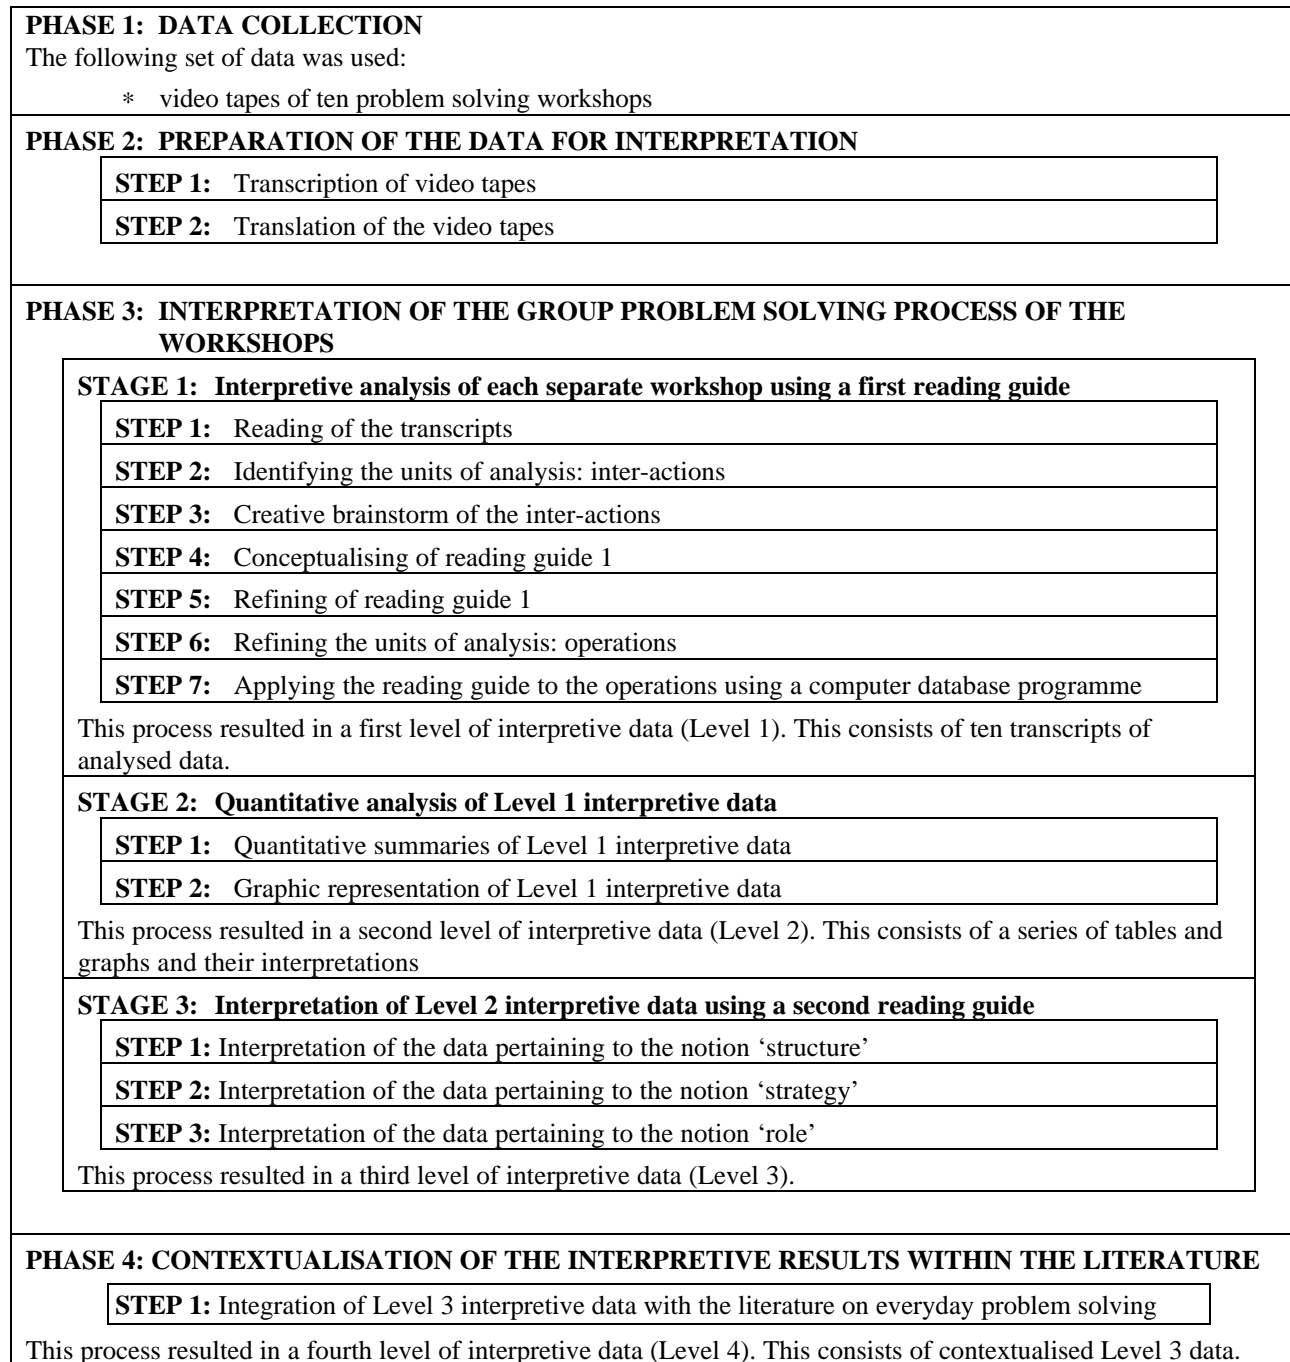 PHASE 1: DATA COLLECTION
The following set of data was used:
* video tapes of ten problem solving workshops
PHASE 2: PREPARATION OF THE DATA FOR INTERPRETATION
STEP 1: Transcription of video tapes
STEP 2: Translation of the video tapes
PHASE 3: INTERPRETATION OF THE GROUP PROBLEM SOLVING PROCESS OF THE
WORKSHOPS
STAGE 1: Interpretive analysis of each separate workshop using a first reading guide
STEP 1: Reading of the transcripts
STEP 2: Identifying the units of analysis: inter-actions
STEP 3: Creative brainstorm of the inter-actions
STEP 4: Conceptualising of reading guide 1
STEP 5: Refining of reading guide 1
STEP 6: Refining the units of analysis: operations
STEP 7: Applying the reading guide to the operations using a computer database programme
This process resulted in a first level of interpretive data (Level 1). This consists of ten transcripts of
analysed data.
STAGE 2: Quantitative analysis of Level 1 interpretive data
STEP 1: Quantitative summaries of Level 1 interpretive data
STEP 2: Graphic representation of Level 1 interpretive data
This process resulted in a second level of interpretive data (Level 2). This consists of a series of tables and
graphs and their interpretations
STAGE 3: Interpretation of Level 2 interpretive data using a second reading guide
STEP 1: Interpretation of the data pertaining to the notion ‘structure’
STEP 2: Interpretation of the data pertaining to the notion ‘strategy’
STEP 3: Interpretation of the data pertaining to the notion ‘role’
This process resulted in a third level of interpretive data (Level 3).
PHASE 4: CONTEXTUALISATION OF THE INTERPRETIVE RESULTS WITHIN THE LITERATURE
STEP 1: Integration of Level 3 interpretive data with the literature on everyday problem solving
This process resulted in a fourth level of interpretive data (Level 4). This consists of contextualised Level 3 data.